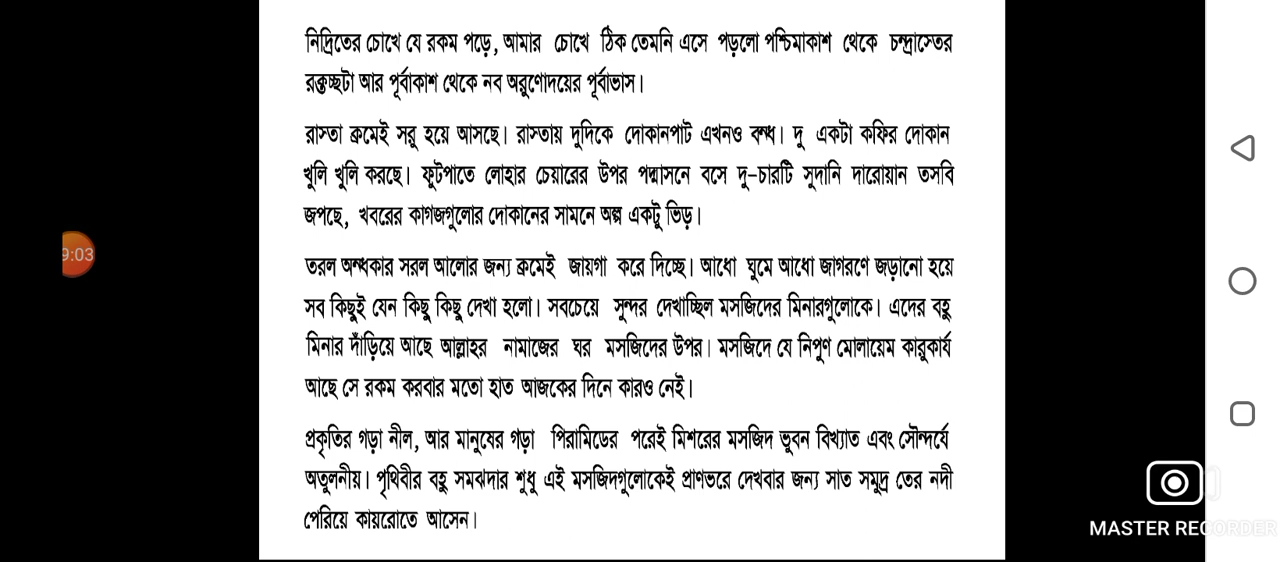 নিদ্রিতের চোখে যে রকম পড়ে, আমার চোখে ঠিক তেমনি এসে পড়লো পশ্চিমাকাশ থেকে চন্দ্রাস্তের
রক্তচ্ছটা আর পূর্বাকাশ থেকে নব অরুণোদয়ের পূর্বাভাস।
রাস্তা ক্রমেই সরু হয়ে আসছে। রাস্তায় দুদিকে দোকানপাট এখনও বন্ধ। দু একটা কফির দোকান
খুলি খুলি করছে। ফুটপাতে লোহার চেয়ারের উপর পদ্মাসনে বসে দু-চারটি সুদানি দারোয়ান তসবি
জপছে, খবরের কাগজগুলোর দোকানের সামনে অল্প একটু ভিড়।
তরল অন্ধকার সরল আলোর জন্য ক্রমেই জায়গা করে দিচ্ছে। আধো ঘুমে আধো জাগরণে জড়ানো হয়ে
সব কিছুই যেন কিছু কিছু দেখা হলো। সবচেয়ে সুন্দর দেখাচ্ছিল মসজিদের মিনারগুলোকে। এদের বহু
মিনার দাঁড়িয়ে আছে আল্লাহর নামাজের ঘর মসজিদের উপর। মসজিদে যে নিপুণ মোলায়েম কারুকার্য
আছে সে রকম করবার মতো হাত আজকের দিনে কারও নেই।
প্রকৃতির গড়া নীল, আর মানুষের গড়া পিরামিডের পরেই মিশরের মসজিদ ভুবন বিখ্যাত এবং সৌন্দর্যে
অতুলনীয়। পৃথিবীর বহু সমঝদার শুধু এই মসজিদগুলোকেই প্রাণভরে দেখবার জন্য সাত সমুদ্র তের নদী
পেরিয়ে কায়রোতে আসেন।
9:03
MASTER RECORDER